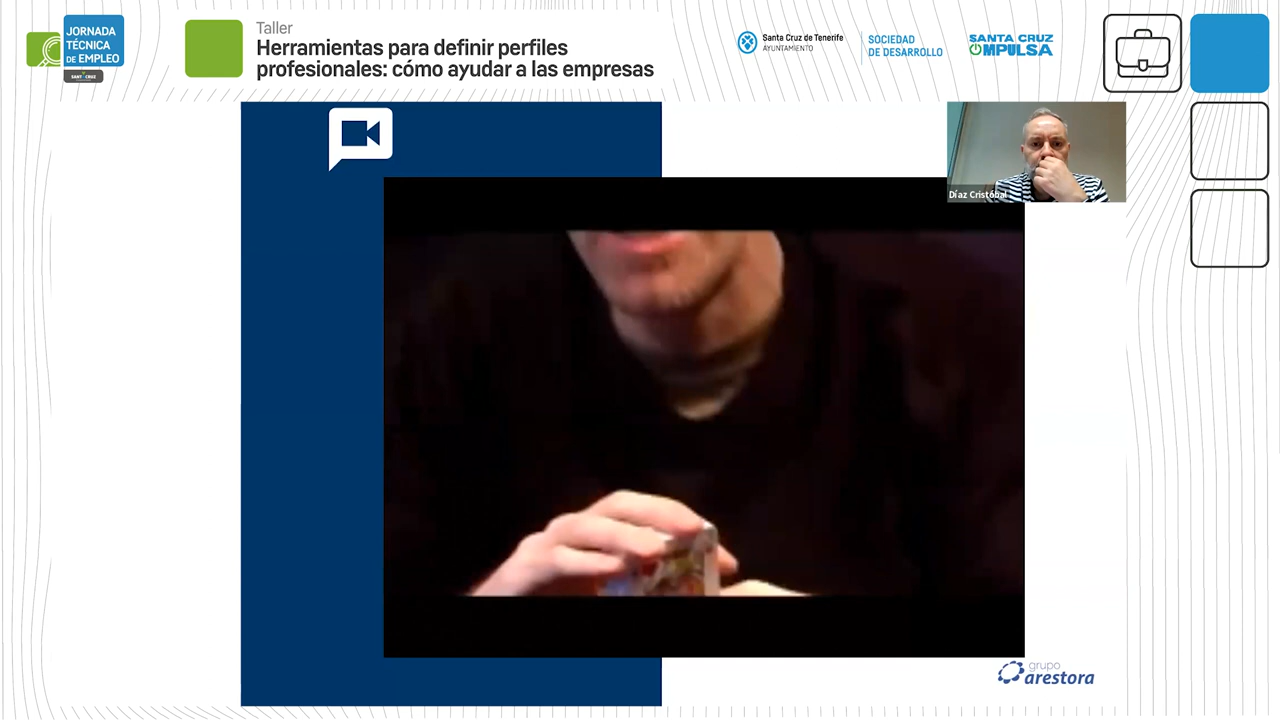 JORNADA
TÉCNICA
DE EMPLEO
Taller
Herramientas para definir perfiles
profesionales: cómo ayudar a las empresas
Santa Cruz de Tenerife
AYUNTAMIENTO
SOCIEDAD
DE DESARROLLO
SANTA CRUZ
MPULSA
Díaz Cristóbal
grupo
arestora